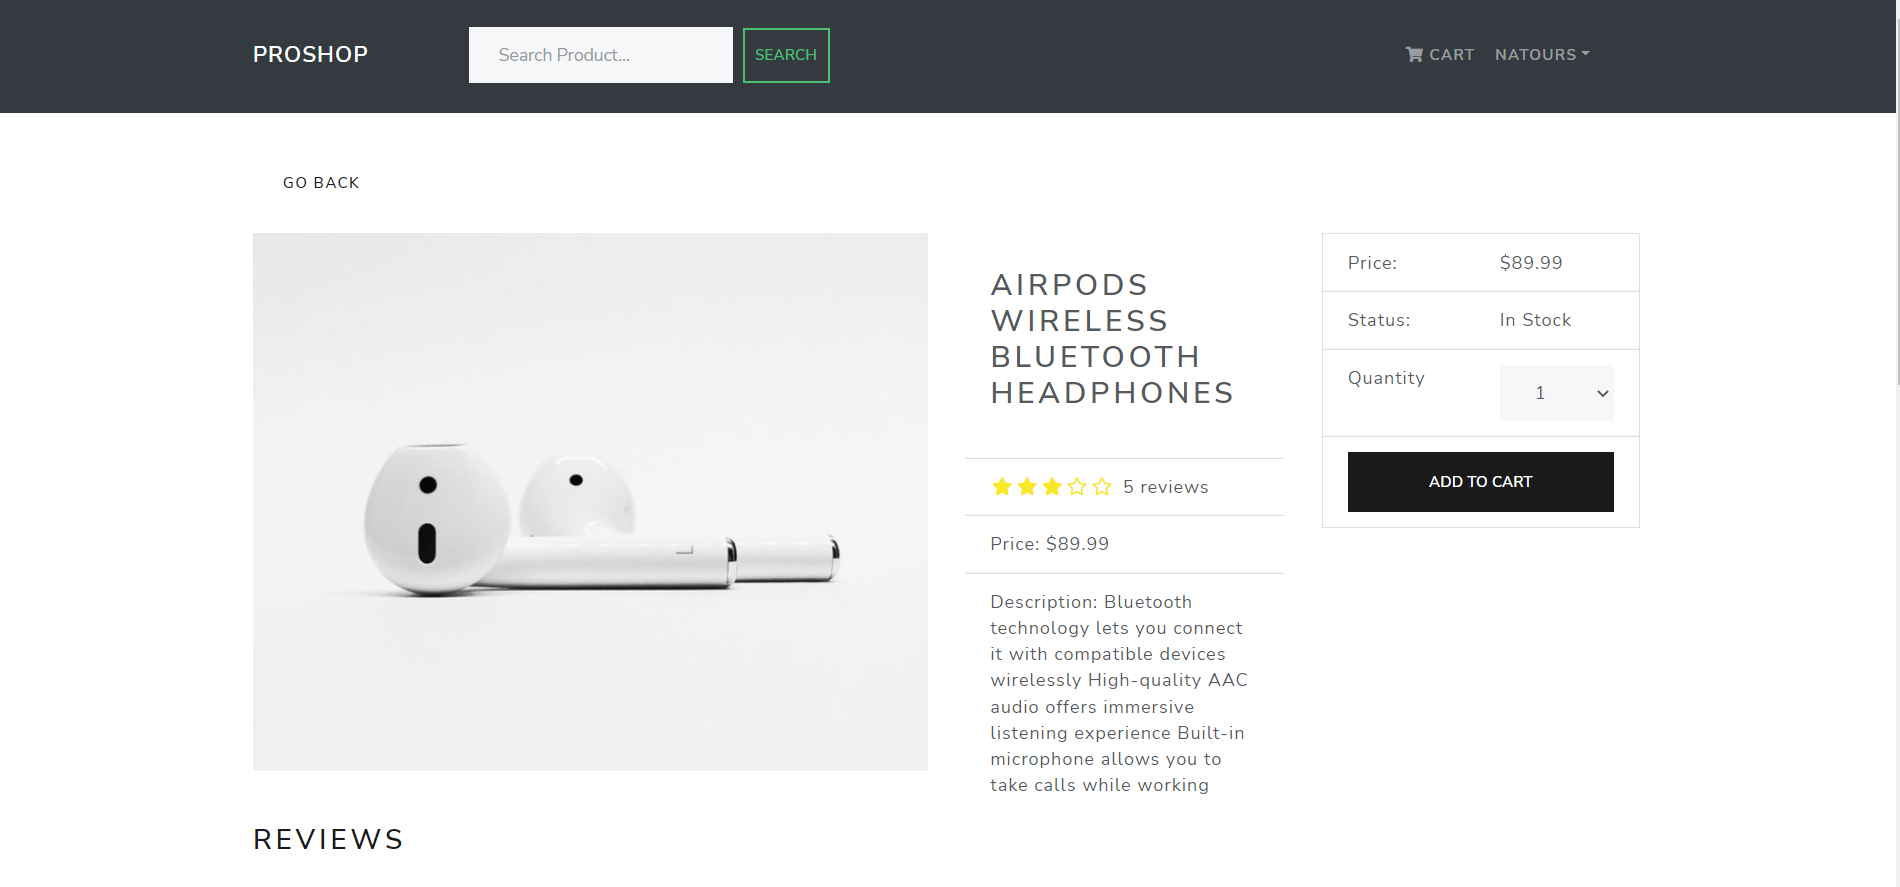 PROSHOP
Search Product...
SEARCH
CART
NATOURS
GO BACK
AIRPODS
WIRELESS
BLUETOOTH
HEADPHONES
5 reviews
Price: $89.99
Description: Bluetooth
technology lets you connect
it with compatible devices
wirelessly High-quality AAC
audio offers immersive
listening experience Built-in
microphone allows you to
take calls while working
Price: $89.99
Status: In Stock
Quantity 1
ADD TO CART
REVIEWS